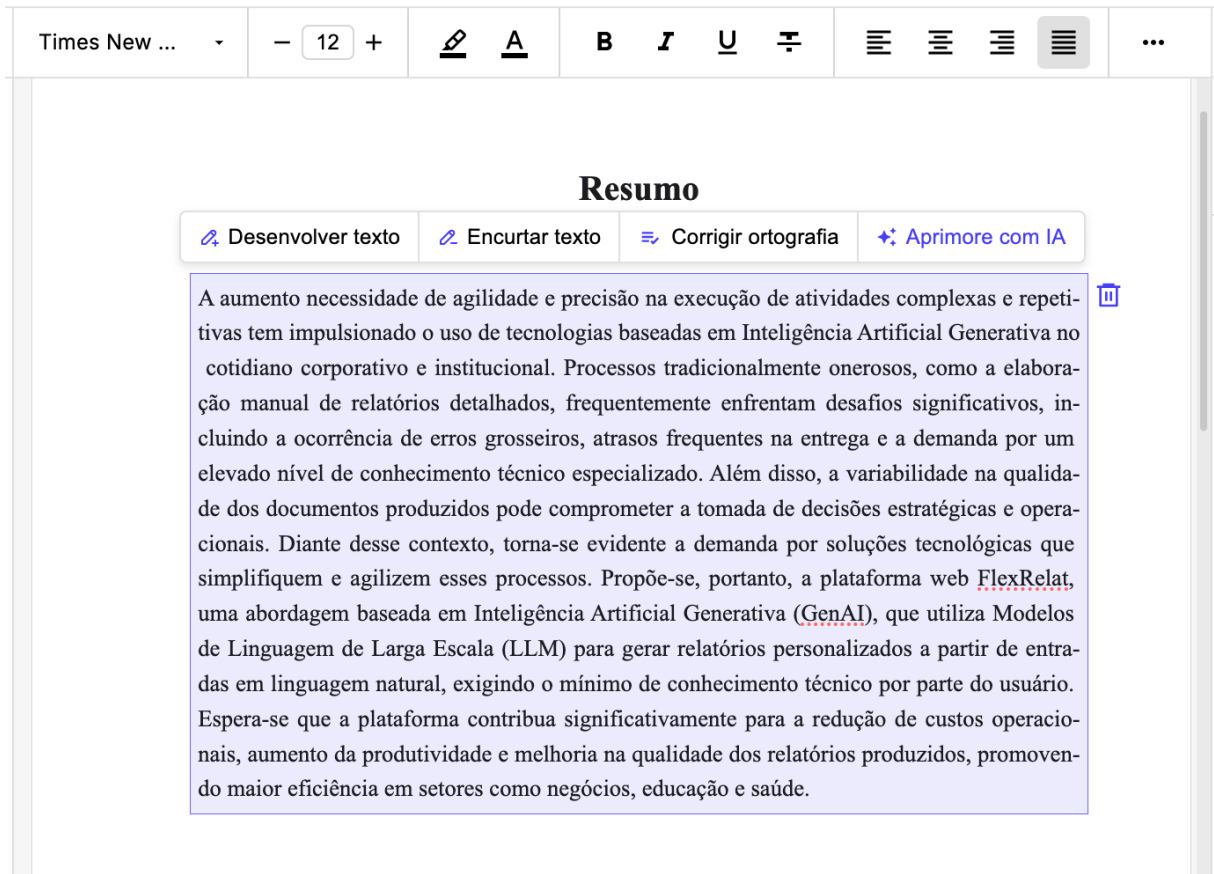 Times New ...
12
A
B I U
Resumo
Desenvolver texto Encurtar texto Corrigir ortografia Aprimore com IA
A aumento necessidade de agilidade e precisão na execução de atividades complexas e repeti-
tivas tem impulsionado o uso de tecnologias baseadas em Inteligência Artificial Generativa no
cotidiano corporativo e institucional. Processos tradicionalmente onerosos, como a elabora-
ção manual de relatórios detalhados, frequentemente enfrentam desafios significativos, in-
cluindo a ocorrência de erros grosseiros, atrasos frequentes na entrega e a demanda por um
elevado nível de conhecimento técnico especializado. Além disso, a variabilidade na qualida-
de dos documentos produzidos pode comprometer a tomada de decisões estratégicas e opera-
cionais. Diante desse contexto, torna-se evidente a demanda por soluções tecnológicas que
simplifiquem e agilizem esses processos. Propõe-se, portanto, a plataforma web FlexRelat,
uma abordagem baseada em Inteligência Artificial Generativa (GenAI), que utiliza Modelos
de Linguagem de Larga Escala (LLM) para gerar relatórios personalizados a partir de entra-
das em linguagem natural, exigindo o mínimo de conhecimento técnico por parte do usuário.
Espera-se que a plataforma contribua significativamente para a redução de custos operacio-
nais, aumento da produtividade e melhoria na qualidade dos relatórios produzidos, promoven-
do maior eficiência em setores como negócios, educação e saúde.